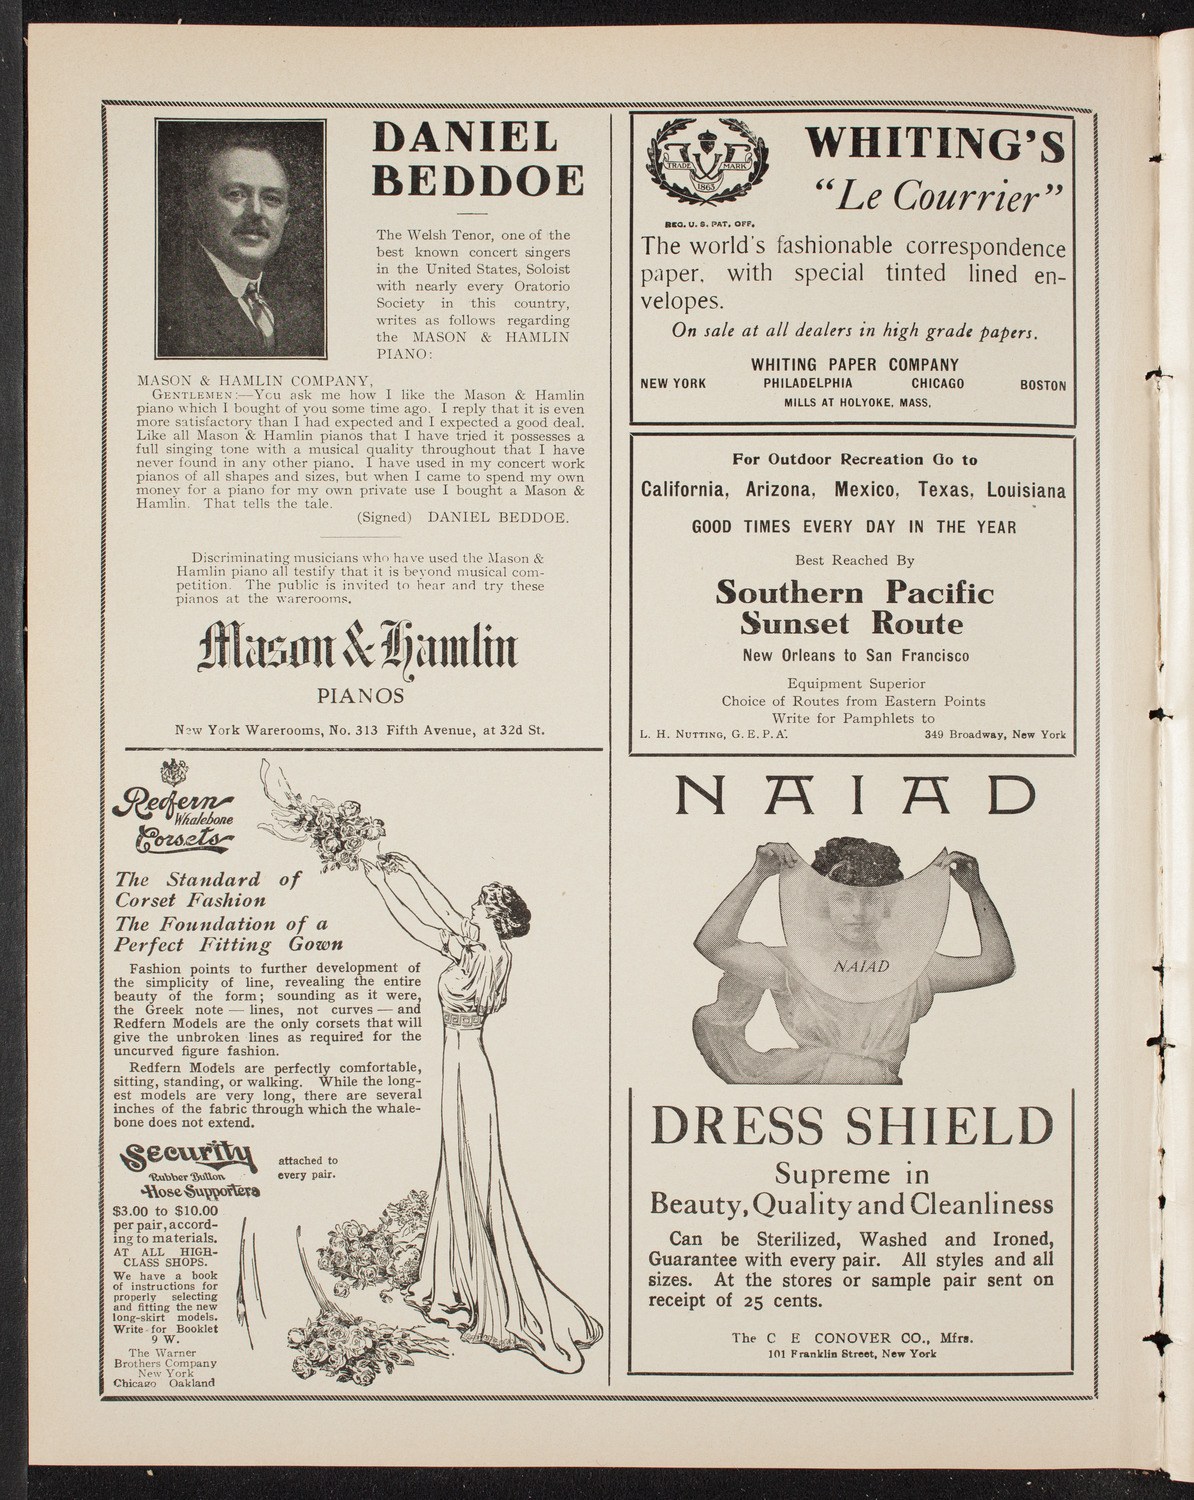 DANIEL
BEDDOE
The Welsh Tenor, one of the
best known concert singers
in the United States, Soloist
with nearly every Oratorio
Society in this country,
writes as follows regarding
the MASON & HAMLIN
PIANO:
MASON & HAMLIN COMPANY,
GENTLEMEN:—You ask me how I like the Mason & Hamlin
piano which I bought of you some time ago. I reply that it is even
more satisfactory than I had expected and I expected a good deal.
Like all Mason & Hamlin pianos that I have tried it possesses a
full singing tone with a musical quality throughout that I have
never found in any other piano. I have used in my concert work
pianos of all shapes and sizes, but when I came to spend my own
money for a piano for my own private use I bought a Mason &
Hamlin. That tells the tale.
(Signed) DANIEL BEDDOE.
Discriminating musicians who have used the Mason &
Hamlin piano all testify that it is beyond musical com-
petition. The public is invited to hear and try these
pianos at the warerooms.
Mason & Hamlin
PIANOS
New York Warerooms, No. 313 Fifth Avenue, at 32d St.
Redfern
Whalebone
Corsets
The Standard of
Corset Fashion
The Foundation of a
Perfect Fitting Gown
Fashion points to further development of
the simplicity of line, revealing the entire
beauty of the form; sounding as it were,
the Greek note — lines, not curves — and
Redfern Models are the only corsets that will
give the unbroken lines as required for the
uncurved figure fashion.
Redfern Models are perfectly comfortable,
sitting, standing, or walking. While the long-
est models are very long, there are several
inches of the fabric through which the whale-
bone does not extend.
Security
Rubber Button
Hose Supporters
attached to
every pair.
$3.00 to $10.00
per pair, accord-
ing to materials.
AT ALL HIGH-
CLASS SHOPS.
We have a book
of instructions for
properly selecting
and fitting the new
long-skirt models.
Write for Booklet
9 W.
The Warner
Brothers Company
New York
Chicago Oakland
TRADE MARK
1865
REG. U. S. PAT. OFF.
WHITING'S
"Le Courrier"
The world's fashionable correspondence
paper, with special tinted lined en-
velopes.
On sale at all dealers in high grade papers.
WHITING PAPER COMPANY
NEW YORK PHILADELPHIA CHICAGO BOSTON
MILLS AT HOLYOKE, MASS.
For Outdoor Recreation Go to
California, Arizona, Mexico, Texas, Louisiana
GOOD TIMES EVERY DAY IN THE YEAR
Best Reached By
Southern Pacific
Sunset Route
New Orleans to San Francisco
Equipment Superior
Choice of Routes from Eastern Points
Write for Pamphlets to
L. H. NUTTING, G. E. P. A. 349 Broadway, New York
NAIAD
NAIAD
DRESS SHIELD
Supreme in
Beauty, Quality and Cleanliness
Can be Sterilized, Washed and Ironed,
Guarantee with every pair. All styles and all
sizes. At the stores or sample pair sent on
receipt of 25 cents.
The C E CONOVER CO., Mfrs.
101 Franklin Street, New York